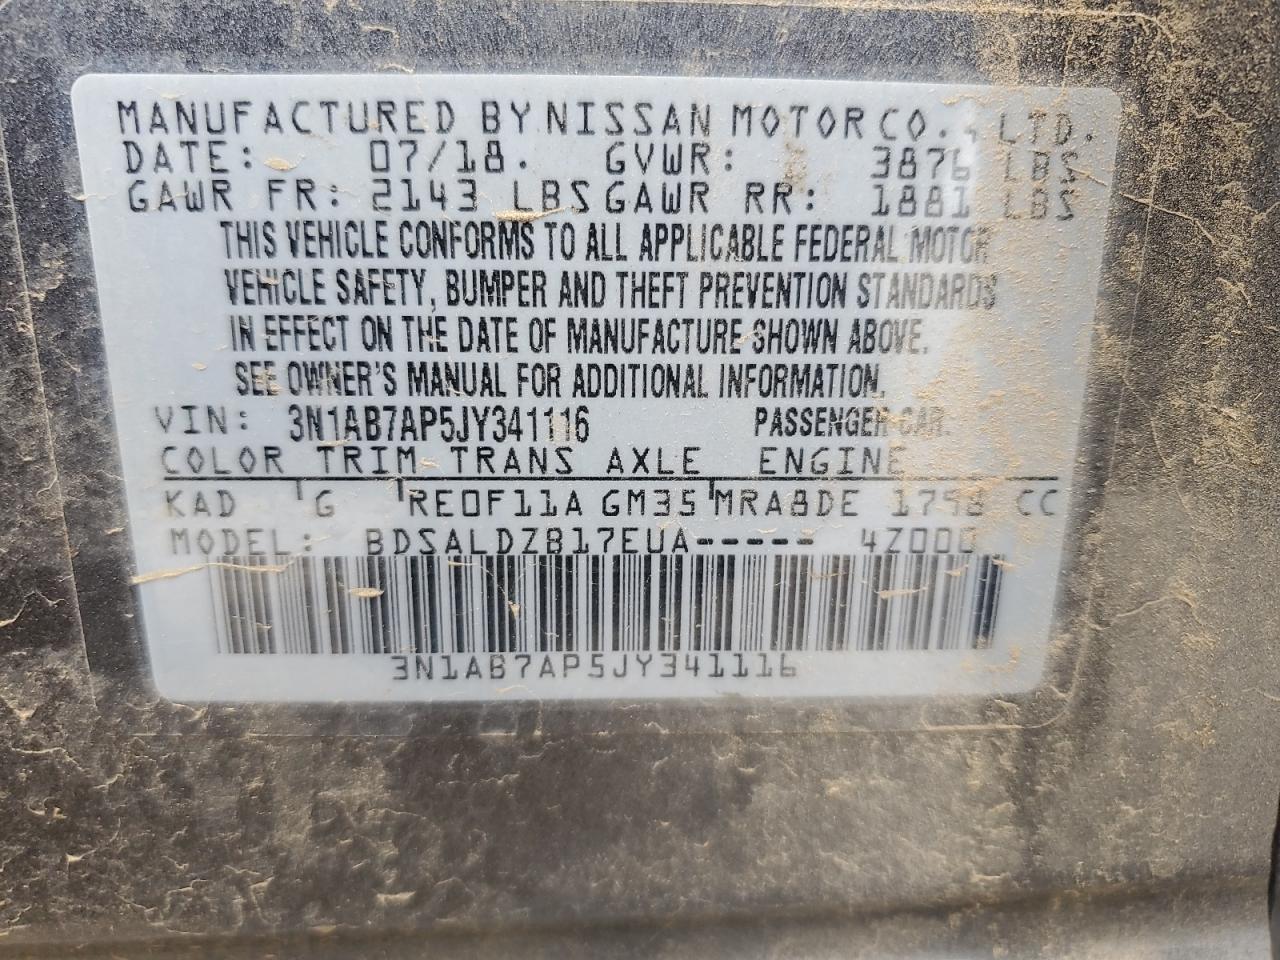 MANUFACTURED BY NISSAN MOTOR CO., LTD.
DATE: 07/18. GVWR: 3876 LBS
GAWR FR: 2143 LBS GAWR RR: 1881 LBS
THIS VEHICLE CONFORMS TO ALL APPLICABLE FEDERAL MOTOR
VEHICLE SAFETY, BUMPER AND THEFT PREVENTION STANDARDS
IN EFFECT ON THE DATE OF MANUFACTURE SHOWN ABOVE.
SEE OWNER'S MANUAL FOR ADDITIONAL INFORMATION.
VIN: 3N1AB7AP5JY341116 PASSENGER CAR.
COLOR TRIM TRANS AXLE ENGINE
KAD G RE0F11A GM35 MRA8DE 1798 CC
MODEL: BDSALDZB17EUA----- 4Z000
3N1AB7AP5JY341116